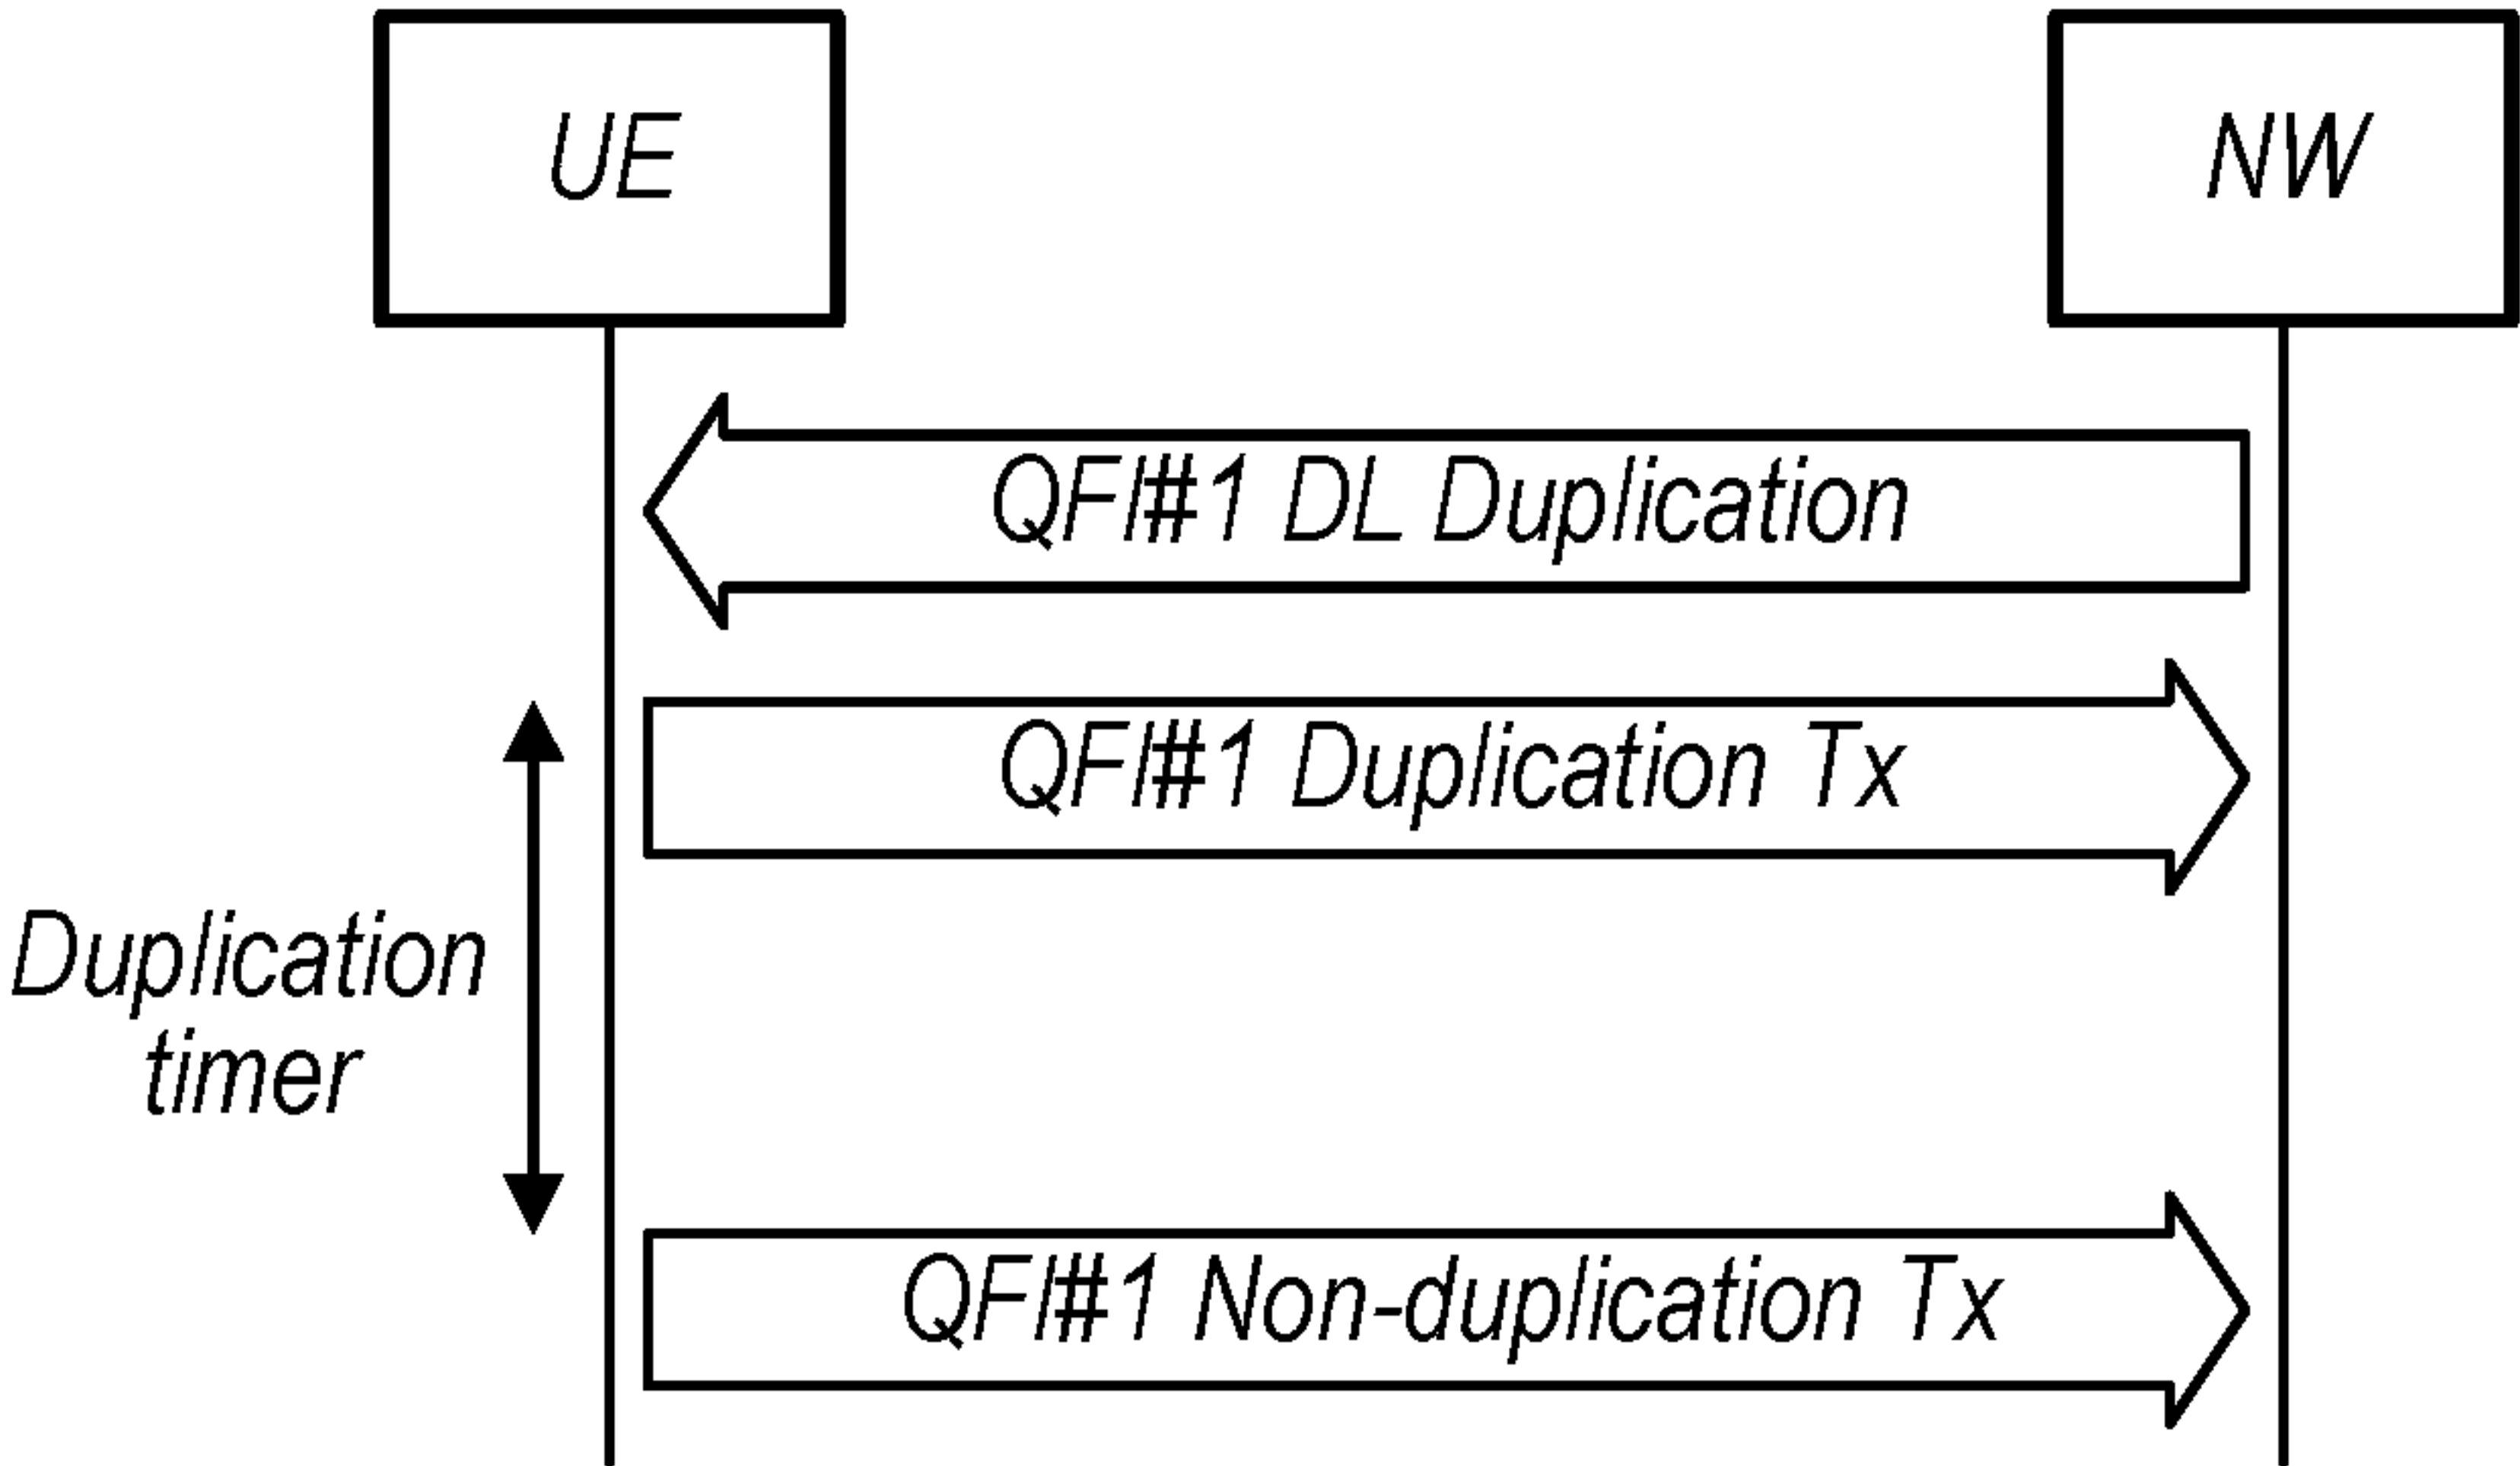 UE
NW
QFI#1 DL Duplication
QFI#1 Duplication Tx
Duplication
timer
QFI#1 Non-duplication Tx